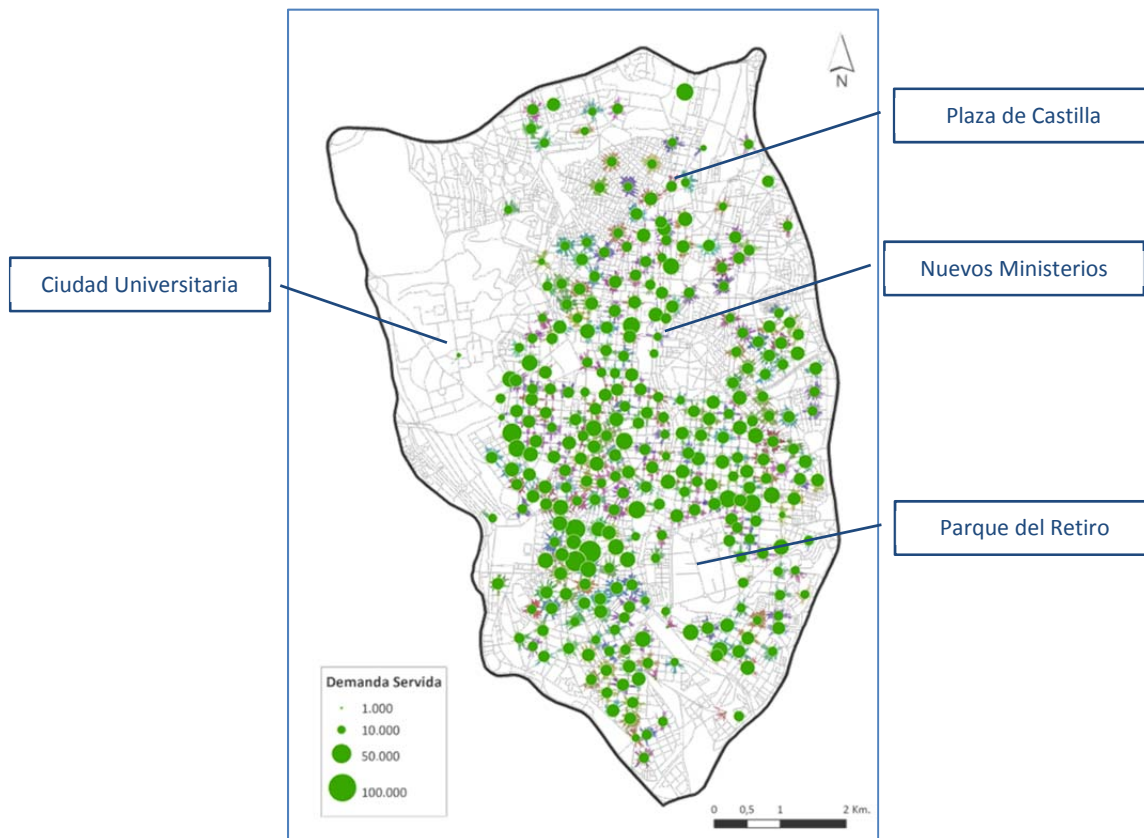 N
Plaza de Castilla
Ciudad Universitaria
Nuevos Ministerios
Parque del Retiro
Demanda Servida
1.000
10.000
50.000
100.000
0 0,5 1 2 Km.